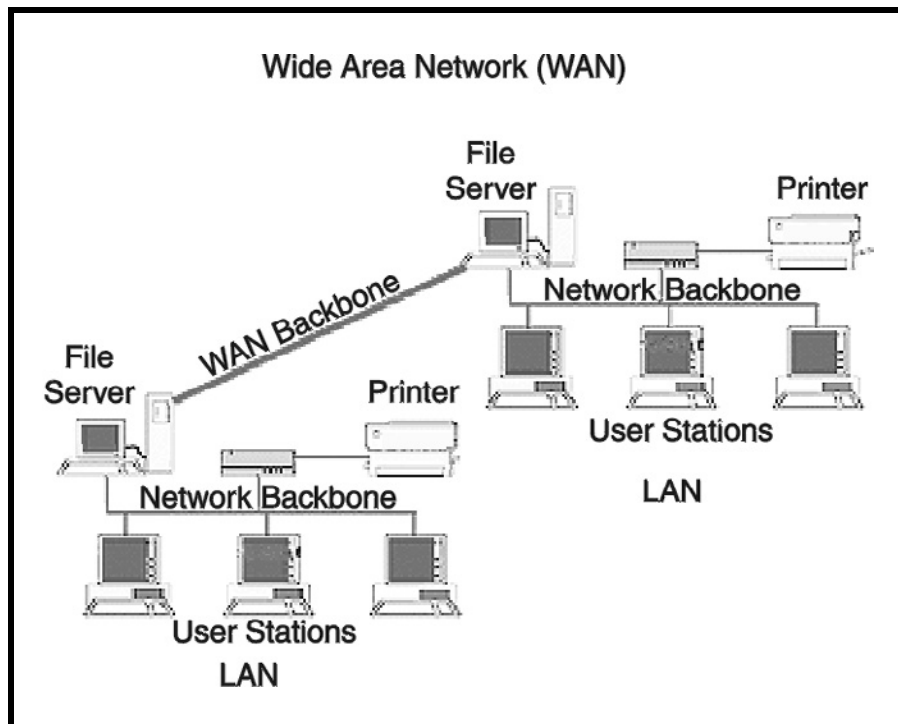 Wide Area Network (WAN)
File
Server
Printer
Network Backbone
User Stations
LAN
WAN Backbone
File
Server
Printer
Network Backbone
User Stations
LAN